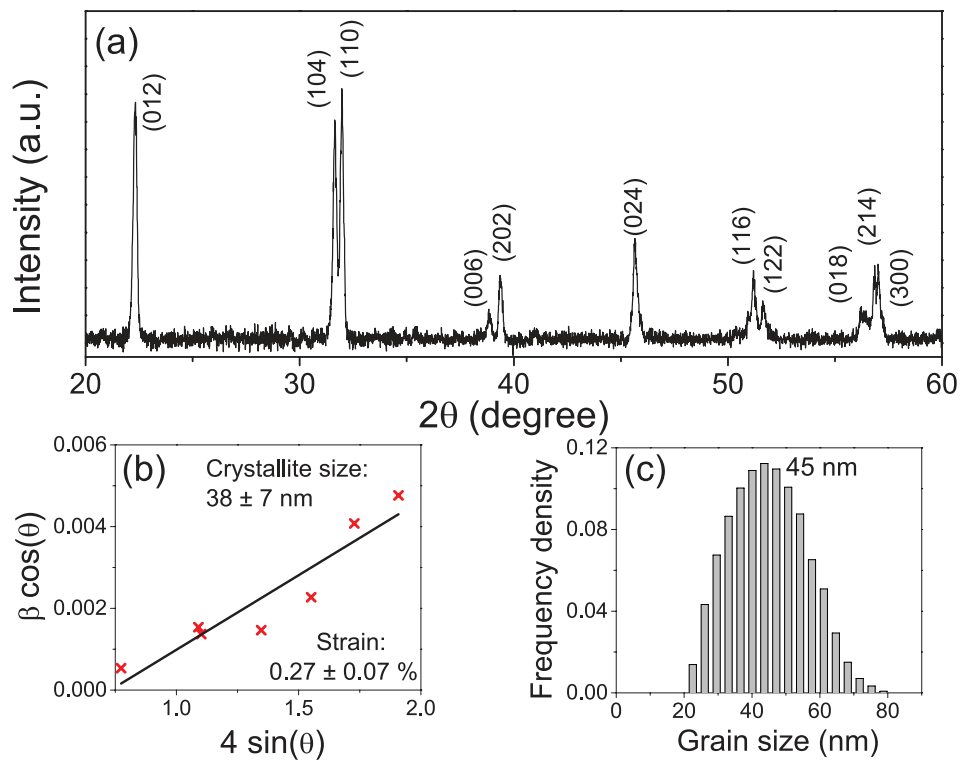 (a)
Intensity (a.u.)
(012)
(104)
(110)
(006)
(202)
(024)
(116)
(122)
(018)
(214)
(300)
20 30 40 50 60
2θ (degree)
(b)
0.006
0.004
0.002
0.000
β cos(θ)
Crystallite size:
38 ± 7 nm
Strain:
0.27 ± 0.07 %
1.0 1.5 2.0
4 sin(θ)
(c)
45 nm
0.12
0.08
0.04
0.00
Frequency density
0 20 40 60 80
Grain size (nm)